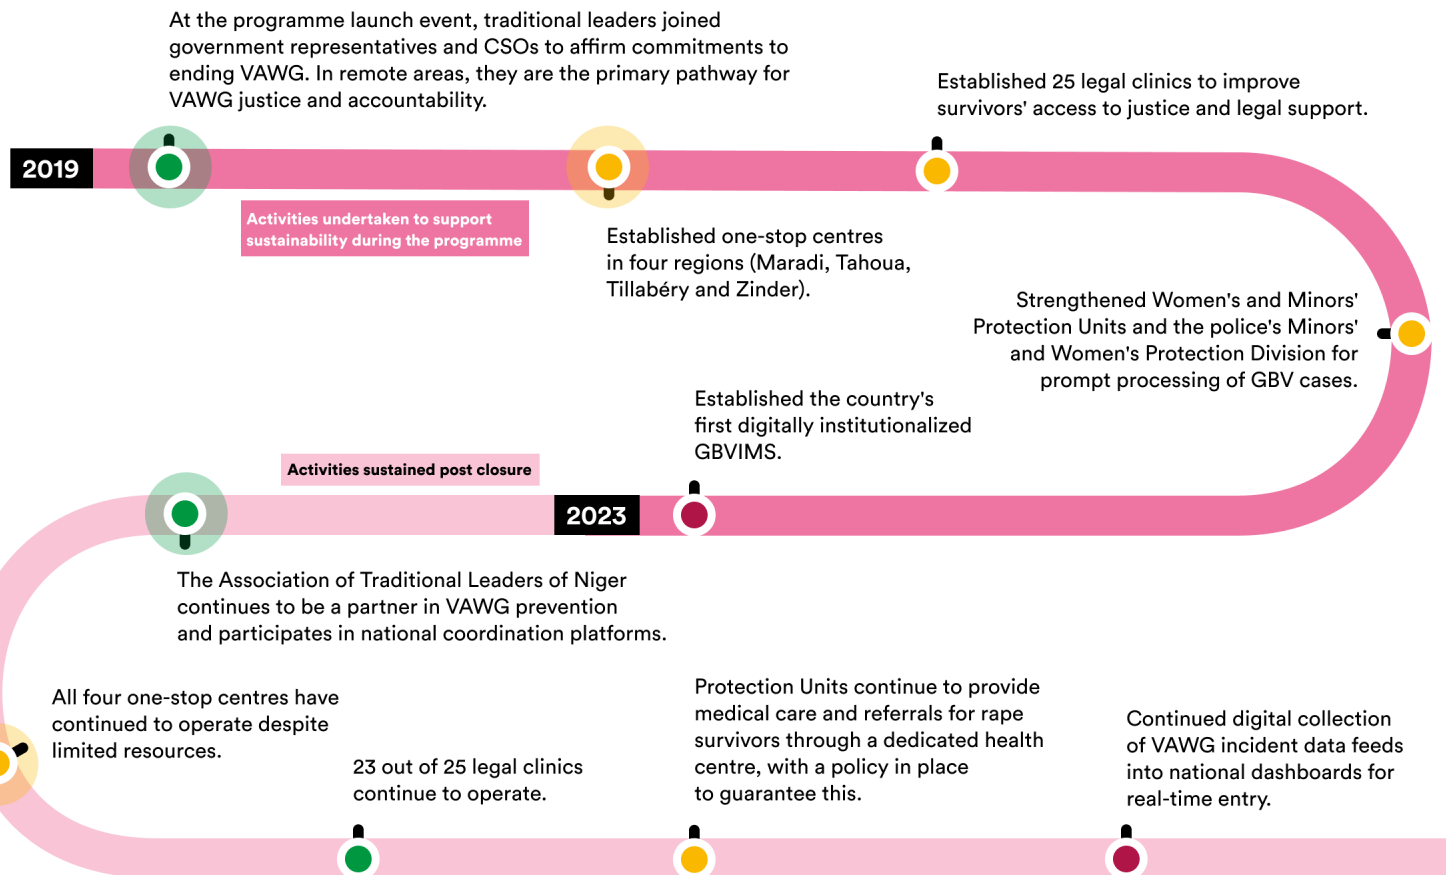 At the programme launch event, traditional leaders joined
government representatives and CSOs to affirm commitments to
ending VAWG. In remote areas, they are the primary pathway for
VAWG justice and accountability.
Established 25 legal clinics to improve
survivors' access to justice and legal support.
2019
Activities undertaken to support
sustainability during the programme
Established one-stop centres
in four regions (Maradi, Tahoua,
Tillabéry and Zinder).
Strengthened Women's and Minors'
Protection Units and the police's Minors'
and Women's Protection Division for
prompt processing of GBV cases.
Established the country's
first digitally institutionalized
GBVIMS.
Activities sustained post closure
2023
The Association of Traditional Leaders of Niger
continues to be a partner in VAWG prevention
and participates in national coordination platforms.
All four one-stop centres have
continued to operate despite
limited resources.
23 out of 25 legal clinics
continue to operate.
Protection Units continue to provide
medical care and referrals for rape
survivors through a dedicated health
centre, with a policy in place
to guarantee this.
Continued digital collection
of VAWG incident data feeds
into national dashboards for
real-time entry.